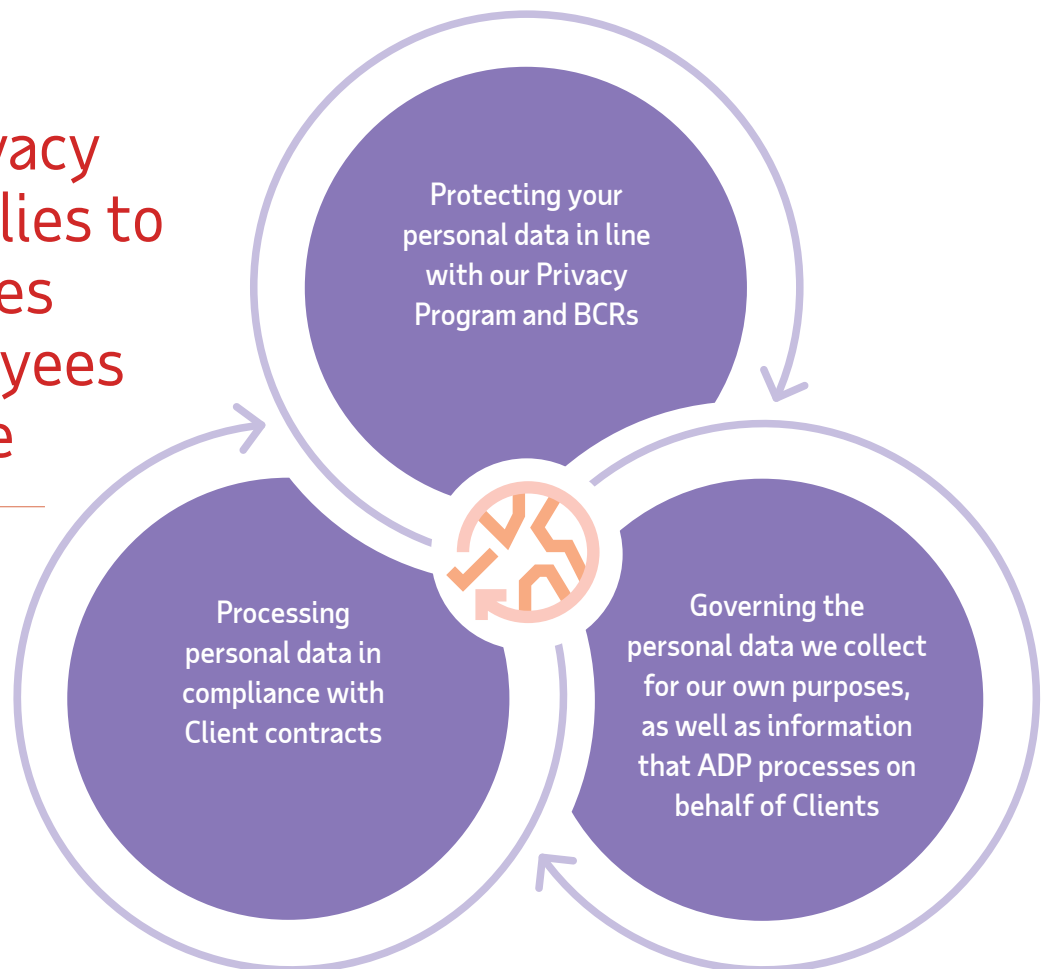 vacy
lies to
es
yees
e
Protecting your
personal data in line
with our Privacy
Program and BCRs
Processing
personal data in
compliance with
Client contracts
Governing the
personal data we collect
for our own purposes,
as well as information
that ADP processes on
behalf of Clients